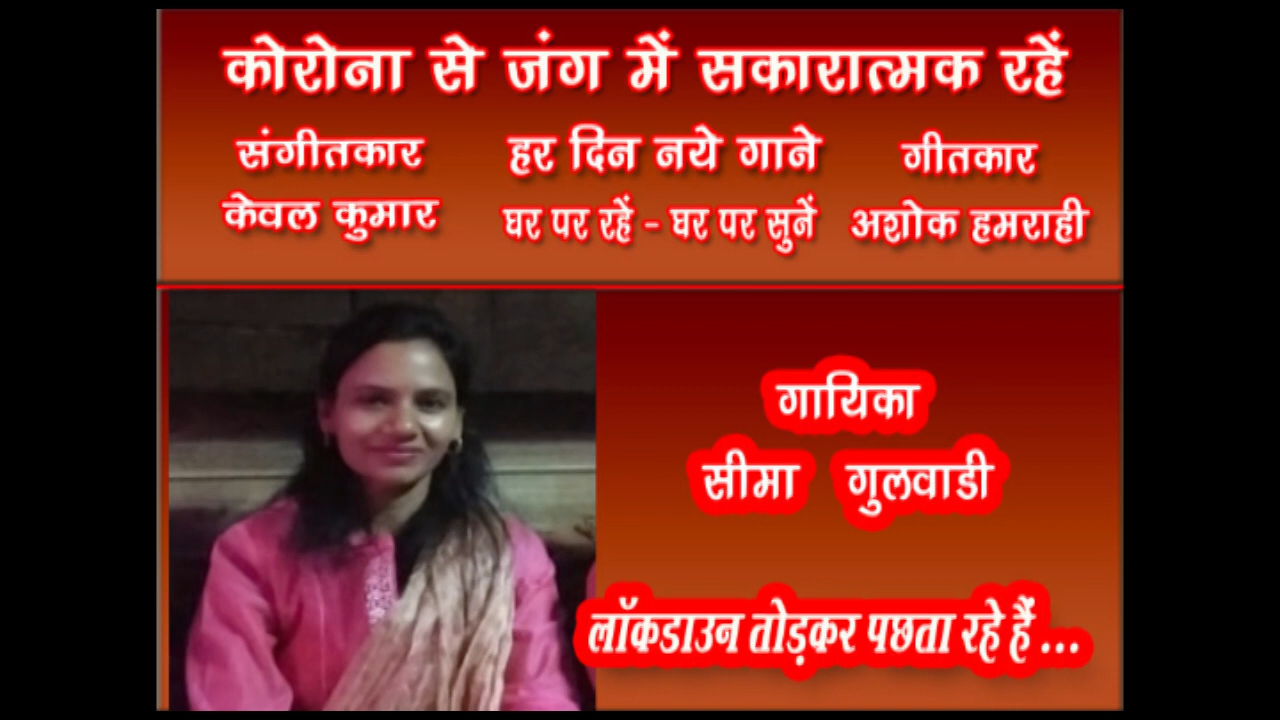 कोरोना से जंग में सकारात्मक रहें
संगीतकार हर दिन नये गाने गीतकार
केवल कुमार घर पर रहें - घर पर सुनें अशोक हमराही
गायिका
सीमा गुलवाडी
लॉकडाउन तोड़कर पछता रहे हैं ...